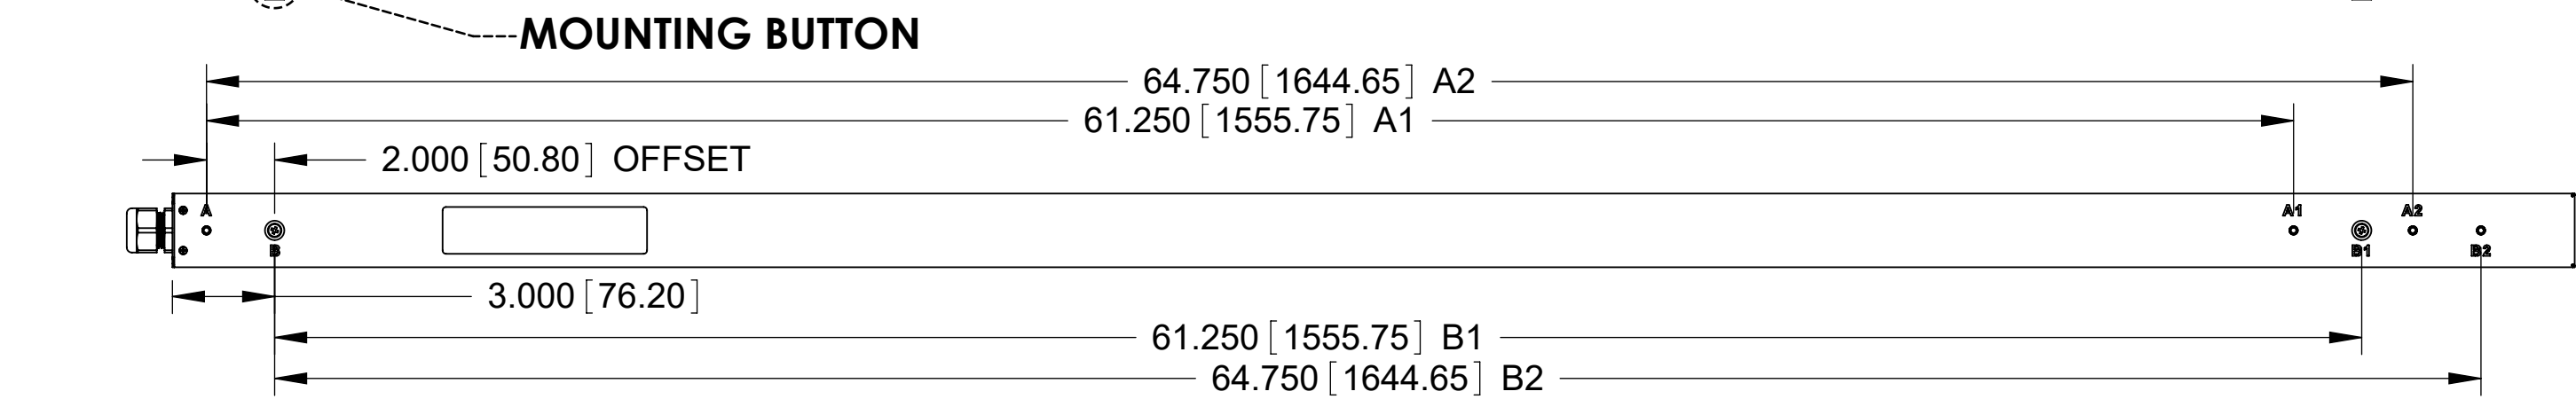 MOUNTING BUTTON
64.750 [1644.65] A2
61.250 [1555.75] A1
2.000 [50.80] OFFSET
A A1 A2
B B1 B2
3.000 [76.20]
61.250 [1555.75] B1
64.750 [1644.65] B2